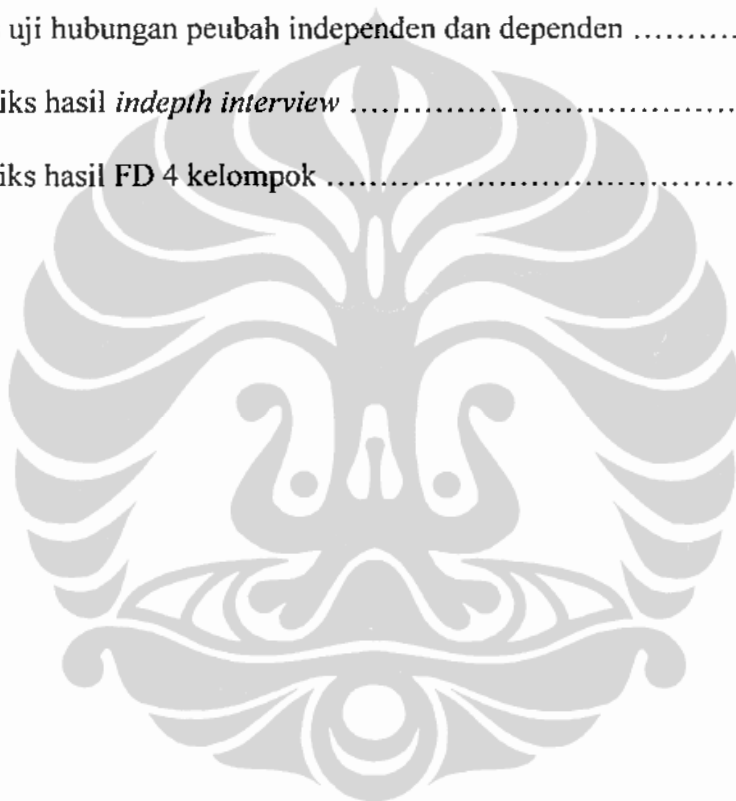 uji hubungan peubah independen dan dependen ..........
iks hasil indepth interview ......................................
iks hasil FD 4 kelompok ........................................